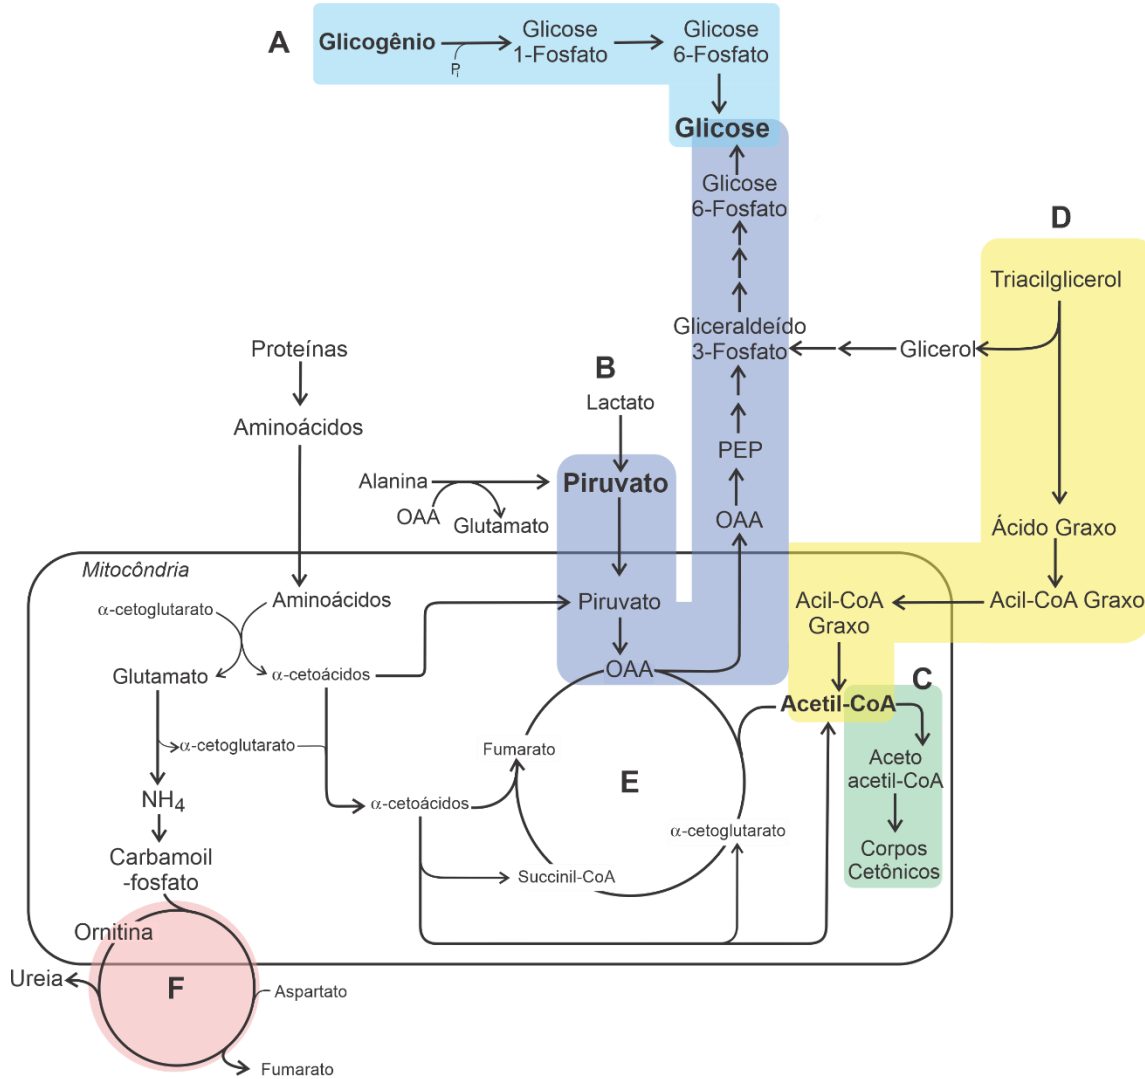 A
Glicogênio
P
i
Glicose
1-Fosfato
Glicose
6-Fosfato
Glicose
Glicose
6-Fosfato
D
Triacilglicerol
Gliceraldeído
3-Fosfato
Glicerol
Proteínas
B
Lactato
Aminoácidos
PEP
Alanina
Piruvato
OAA
Glutamato
OAA
Ácido Graxo
Mitocôndria
α-cetoglutarato
Aminoácidos
Piruvato
Acil-CoA
Graxo
Acil-CoA Graxo
Glutamato
α-cetoácidos
OAA
C
Acetil-CoA
α-cetoglutarato
Fumarato
Aceto
acetil-CoA
E
NH4
α-cetoácidos
α-cetoglutarato
Corpos
Cetônicos
Carbamoil
-fosfato
Succinil-CoA
Ornitina
Ureia
F
Aspartato
Fumarato